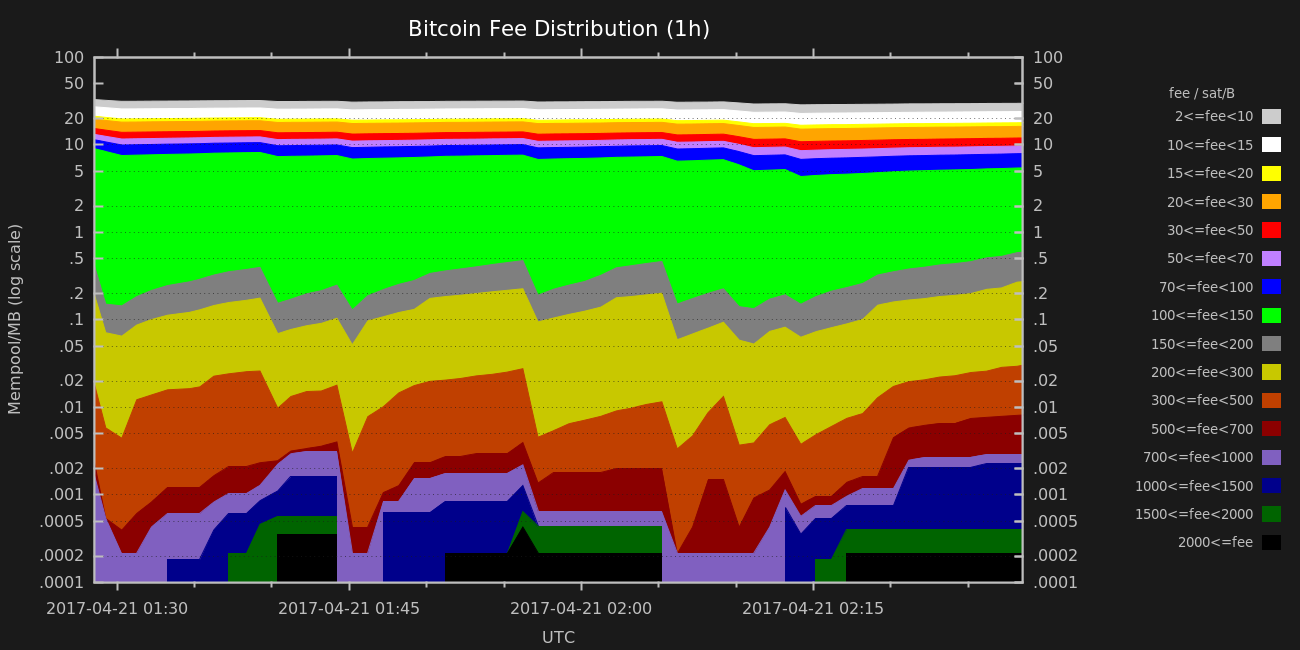 Bitcoin Fee Distribution (1h)
Mempool/MB (log scale)
100
50
20
10
5
2
1
.5
.2
.1
.05
.02
.01
.005
.002
.001
.0005
.0002
.0001
100
50
20
10
5
2
1
.5
.2
.1
.05
.02
.01
.005
.002
.001
.0005
.0002
.0001
2017-04-21 01:30 2017-04-21 01:45 2017-04-21 02:00 2017-04-21 02:15
UTC
fee / sat/B
2<=fee<10
10<=fee<15
15<=fee<20
20<=fee<30
30<=fee<50
50<=fee<70
70<=fee<100
100<=fee<150
150<=fee<200
200<=fee<300
300<=fee<500
500<=fee<700
700<=fee<1000
1000<=fee<1500
1500<=fee<2000
2000<=fee